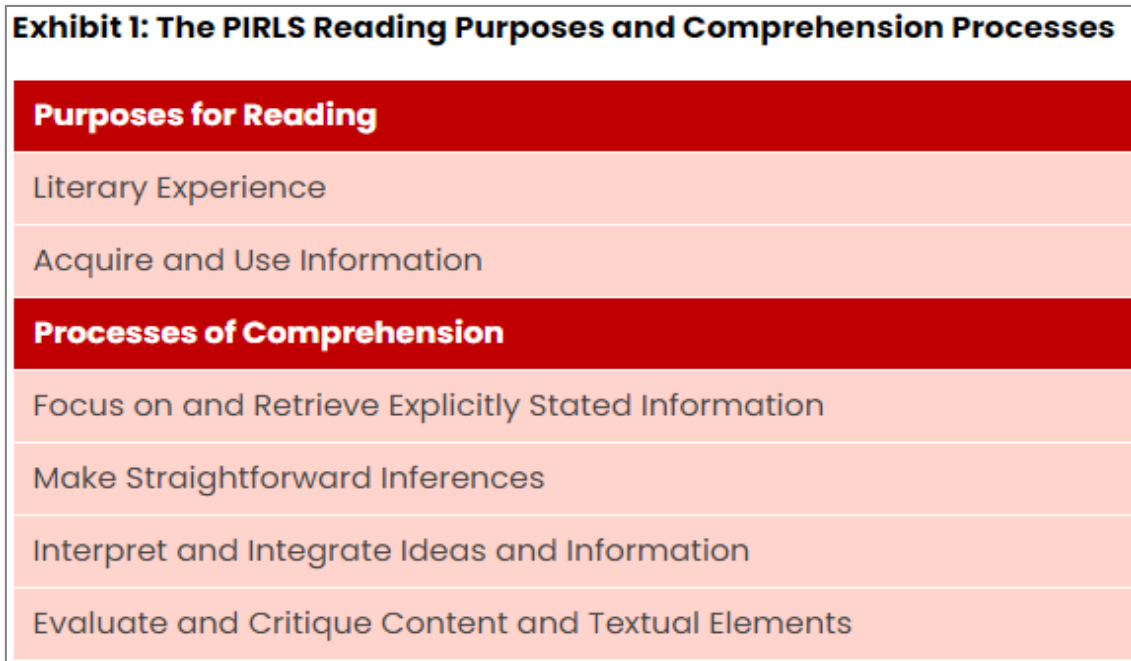 Exhibit 1: The PIRLS Reading Purposes and Comprehension Processes
Purposes for Reading
Literary Experience
Acquire and Use Information
Processes of Comprehension
Focus on and Retrieve Explicitly Stated Information
Make Straightforward Inferences
Interpret and Integrate Ideas and Information
Evaluate and Critique Content and Textual Elements